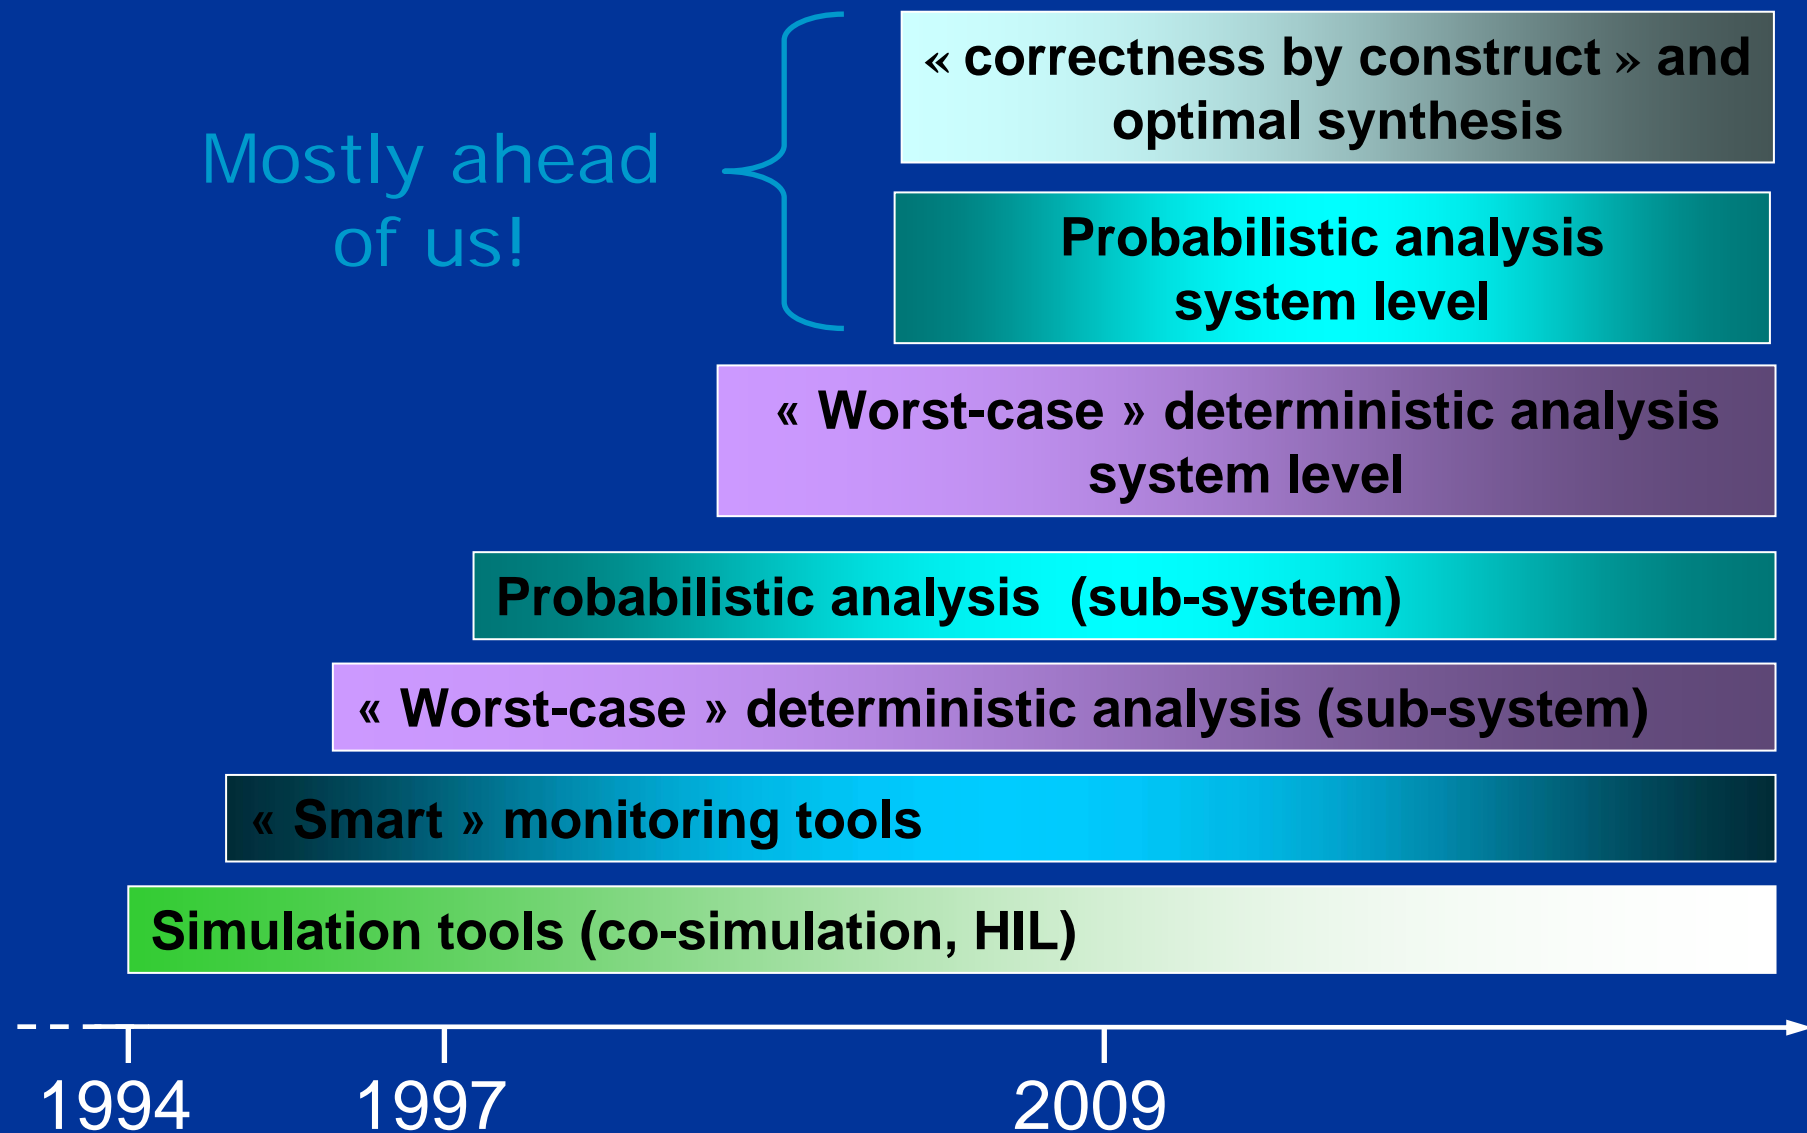 « correctness by construct » and
optimal synthesis
Mostly ahead
of us!
Probabilistic analysis
system level
« Worst-case » deterministic analysis
system level
Probabilistic analysis (sub-system)
« Worst-case » deterministic analysis (sub-system)
« Smart » monitoring tools
Simulation tools (co-simulation, HIL)
1994 1997 2009